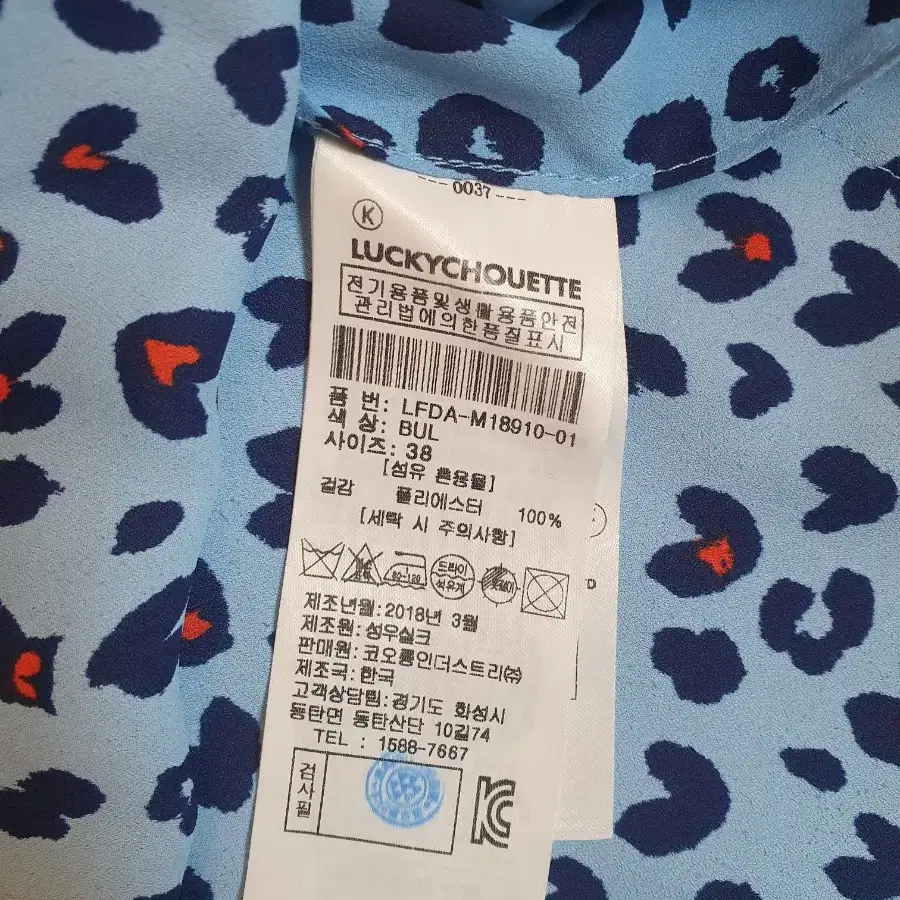 --- 0037 ---
K
LUCKYCHOUETTE
전기용품및생활용품안전
관리법에의한품질표시
품 번: LFDA-M18910-01
색 상: BUL
사이즈: 38
[섬유 혼용률]
겉감 폴리에스터 100%
[세탁 시 주의사항]
80~120
드라이
석유계
제조년월:2018년 3월
제조원:성우실크
판매원:코오롱인더스트리㈜
제조국:한국
고객상담팀:경기도 화성시
동탄면 동탄산단 10길74
TEL : 1588-7667
검사필
KC